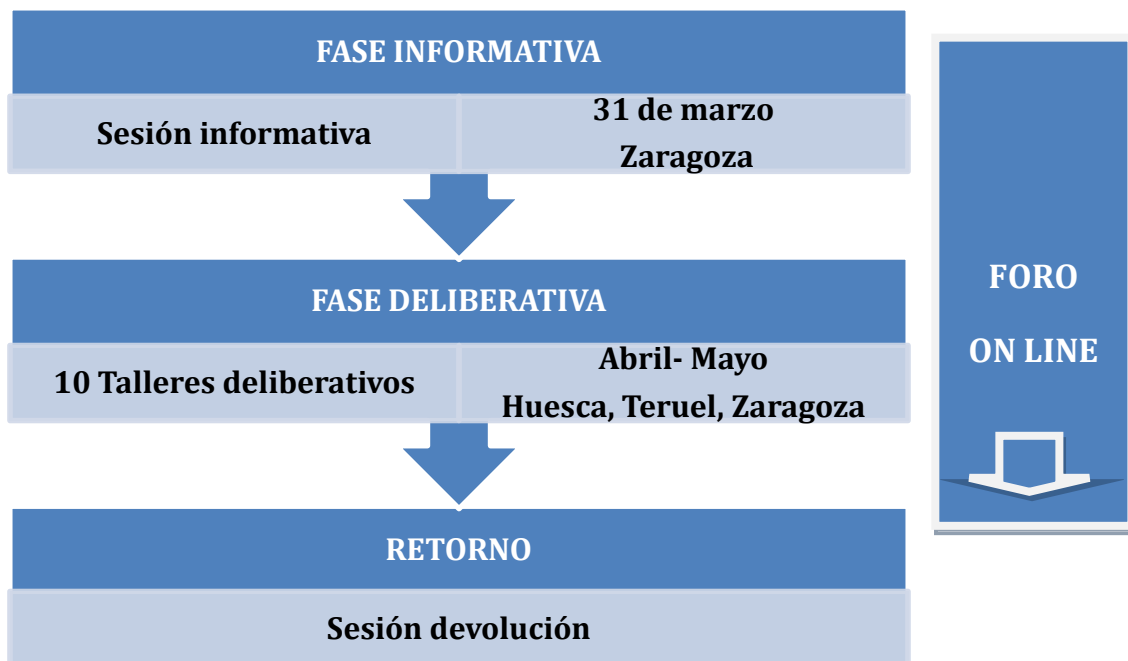 FASE INFORMATIVA
Sesión informativa
31 de marzo
Zaragoza
FASE DELIBERATIVA
10 Talleres deliberativos
Abril- Mayo
Huesca, Teruel, Zaragoza
RETORNO
Sesión devolución
FORO
ON LINE